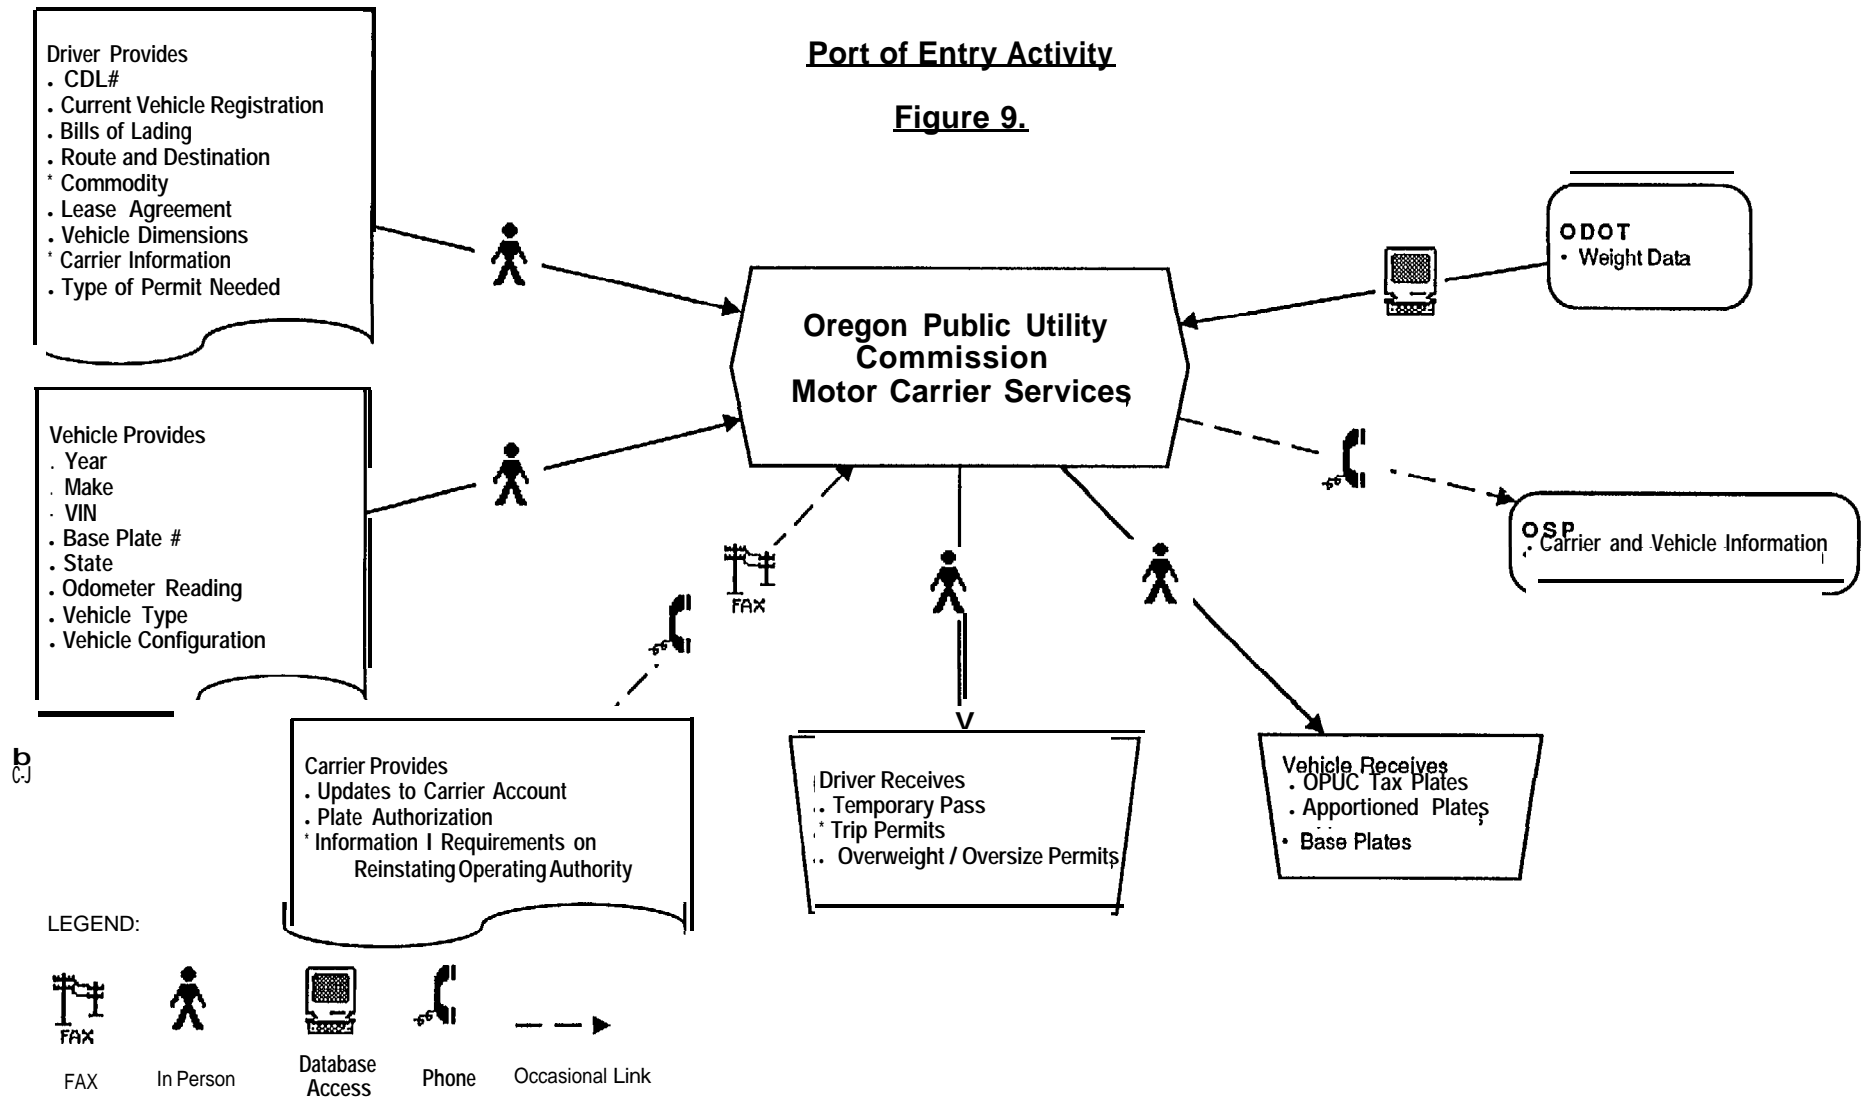 Port of Entry Activity
Figure 9.
Driver Provides
. CDL#
. Current Vehicle Registration
. Bills of Lading
. Route and Destination
* Commodity
. Lease Agreement
. Vehicle Dimensions
* Carrier Information
. Type of Permit Needed
Oregon Public Utility
Commission
Motor Carrier Services
ODOT
• Weight Data
Vehicle Provides
. Year
. Make
. VIN
. Base Plate #
. State
. Odometer Reading
. Vehicle Type
. Vehicle Configuration
OSP
• Carrier and Vehicle Information
FAX
Carrier Provides
. Updates to Carrier Account
. Plate Authorization
* Information I Requirements on
Reinstating Operating Authority
V
Driver Receives
. Temporary Pass
* Trip Permits
. Overweight / Oversize Permits
Vehicle Receives
. OPUC Tax Plates
. Apportioned Plates
• Base Plates
b
C-J
LEGEND:
FAX
FAX
In Person
Database
Access
Phone
Occasional Link